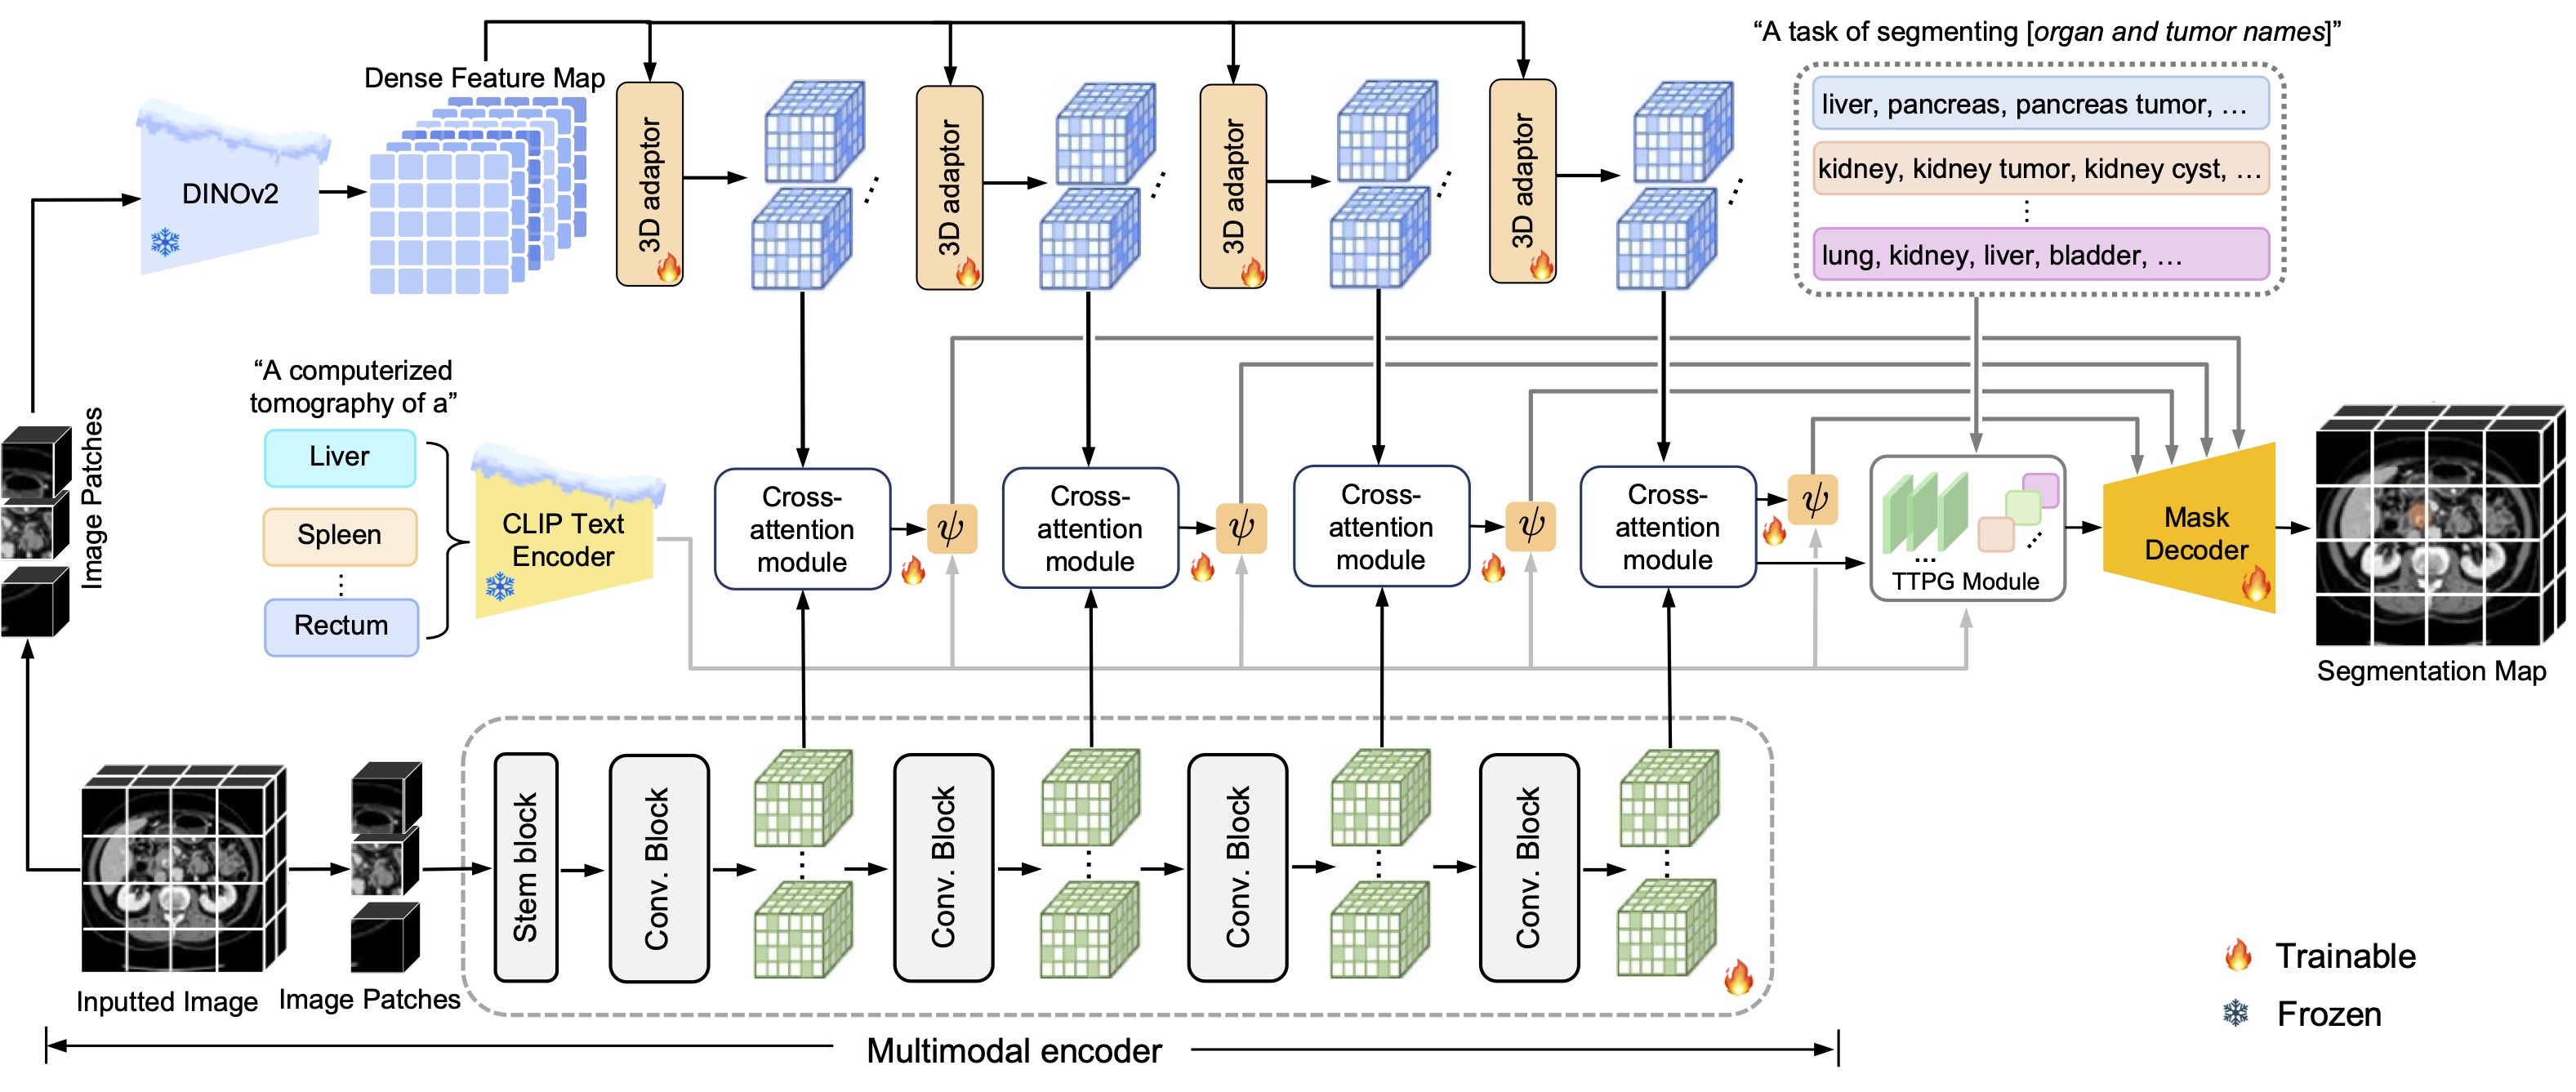 “A task of segmenting [organ and tumor names]”
Dense Feature Map
liver, pancreas, pancreas tumor, …
kidney, kidney tumor, kidney cyst, …
⋮
lung, kidney, liver, bladder, …
DINOv2
3D adaptor
3D adaptor
3D adaptor
3D adaptor
“A computerized
tomography of a”
Liver
Spleen
⋮
Rectum
Image Patches
CLIP Text
Encoder
Cross-
attention
module
ψ
Cross-
attention
module
ψ
Cross-
attention
module
ψ
Cross-
attention
module
ψ
...
TTPG Module
Mask
Decoder
Segmentation Map
Stem block
Conv. Block
Conv. Block
Conv. Block
Conv. Block
Inputted Image
Image Patches
Trainable
Frozen
Multimodal encoder